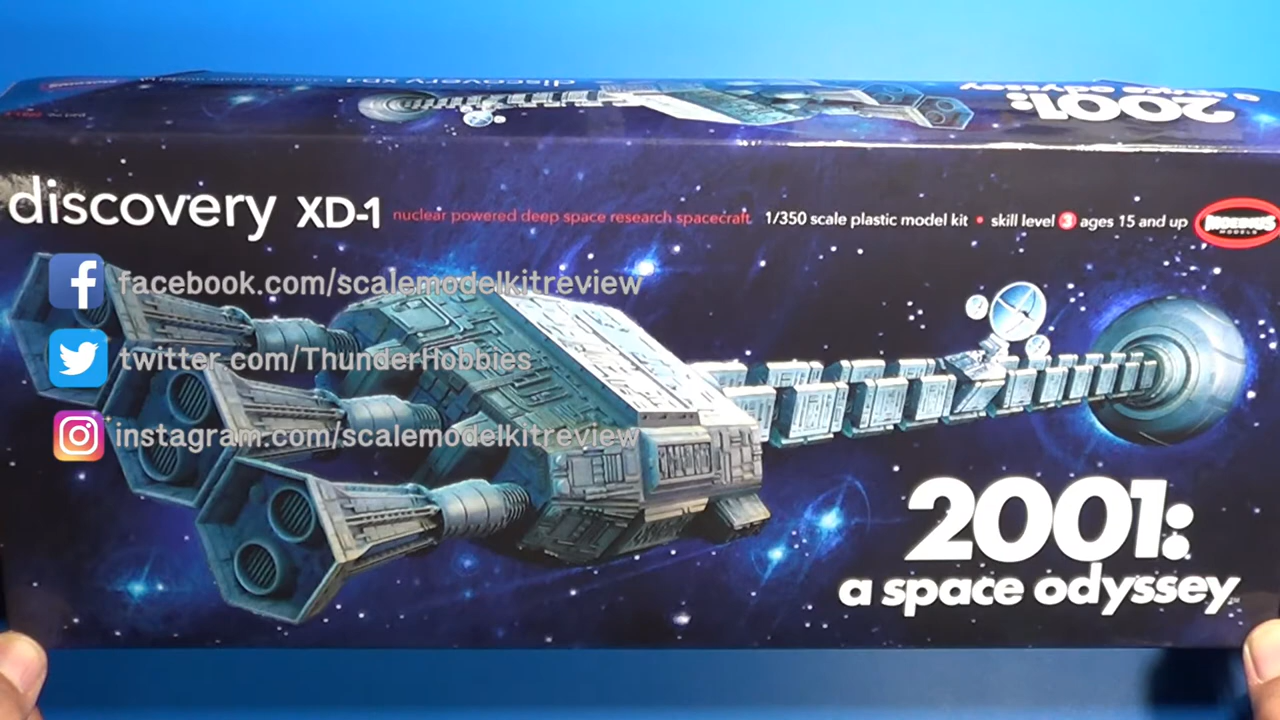 discovery XD-1
2001:
a space odyssey
discovery XD-1 nuclear powered deep space research spacecraft 1/350 scale plastic model kit • skill level 3 ages 15 and up MOEBIUS MODELS
facebook.com/scalemodelkitreview
twitter.com/ThunderHobbies
instagram.com/scalemodelkitreview
2001:
a space odyssey